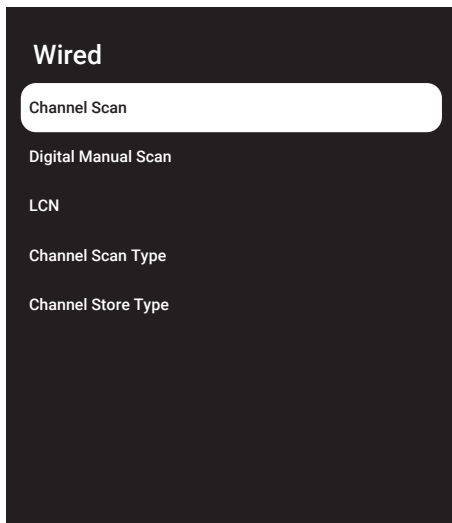 Wired
Channel Scan
Digital Manual Scan
LCN
Channel Scan Type
Channel Store Type